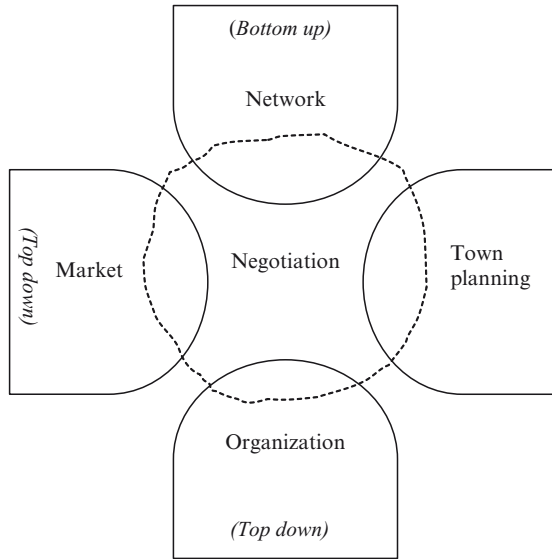 (Bottom up)
Network
(Top down)
Market
Negotiation
Town
planning
Organization
(Top down)